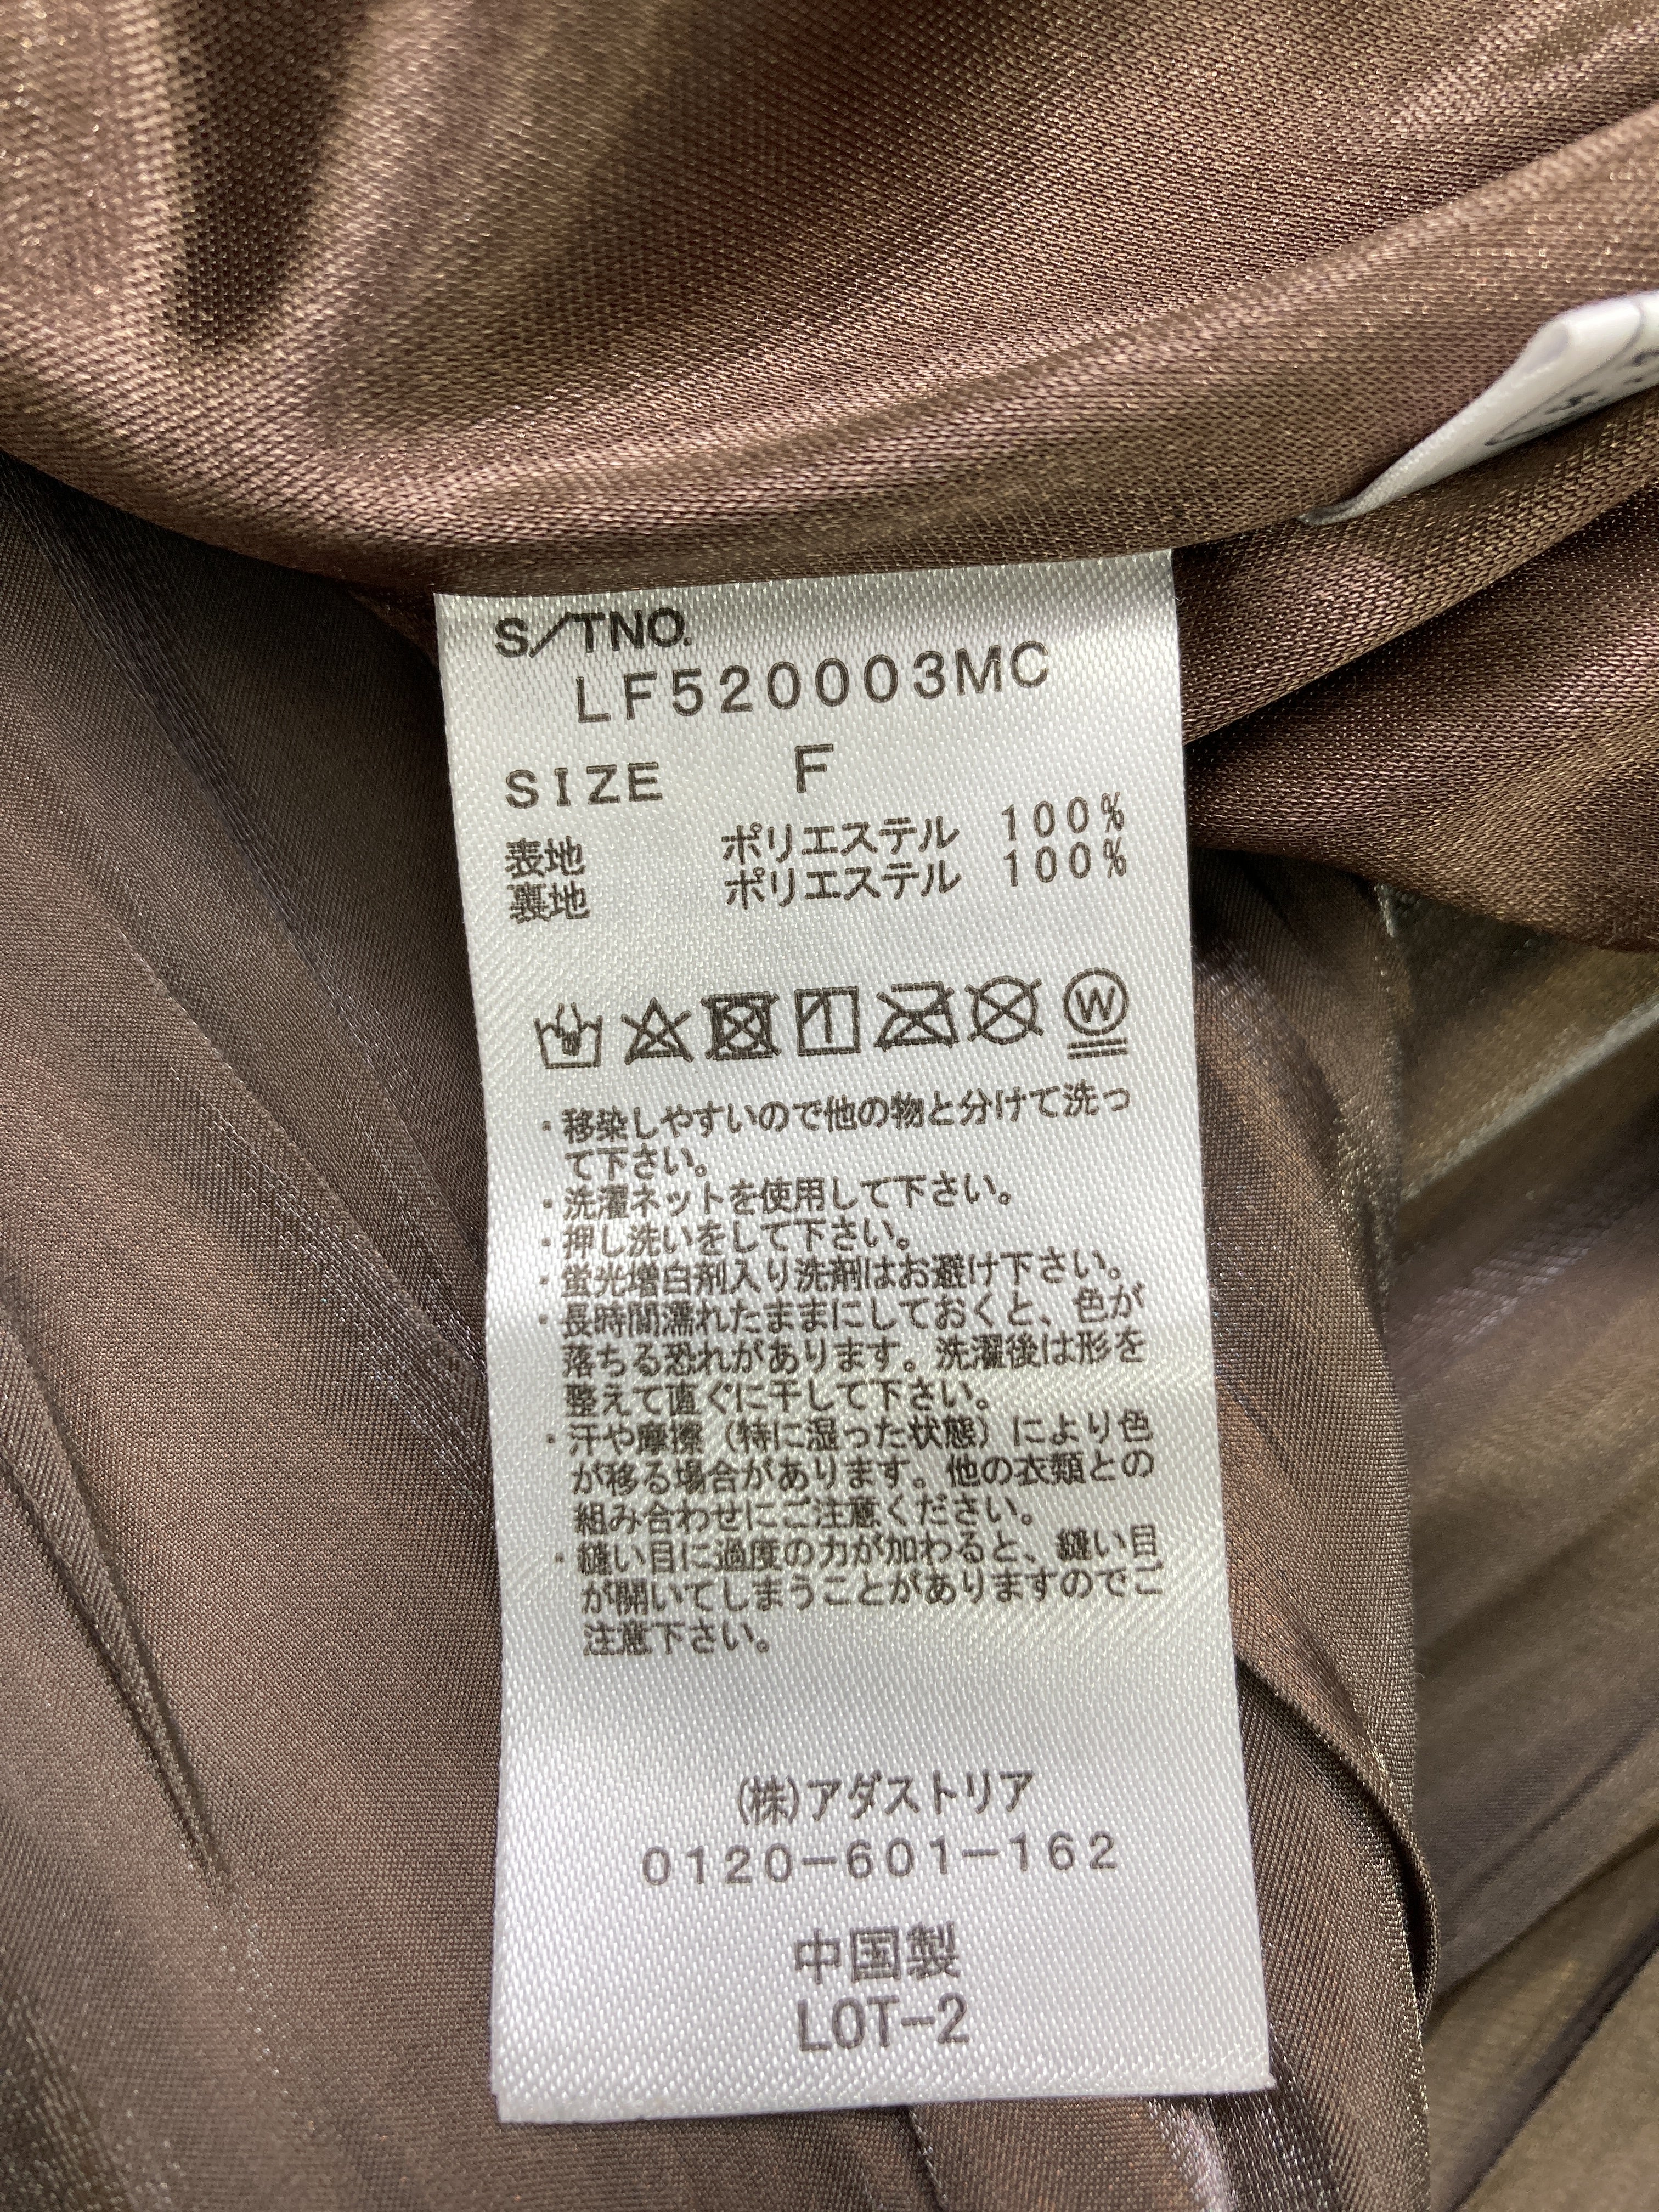 S/TNO.
LF520003MC
SIZE F
表地 ポリエステル 100%
裏地 ポリエステル 100%
W
・移染しやすいので他の物と分けて洗っ
て下さい。
・洗濯ネットを使用して下さい。
・押し洗いをして下さい。
・蛍光増白剤入り洗剤はお避け下さい。
・長時間濡れたままにしておくと、色が
落ちる恐れがあります。洗濯後は形を
整えて直ぐに干して下さい。
・汗や摩擦（特に湿った状態）により色
が移る場合があります。他の衣類との
組み合わせにご注意ください。
・縫い目に過度の力が加わると、縫い目
が開いてしまうことがありますのでご
注意下さい。
(株)アダストリア
0120-601-162
中国製
LOT-2